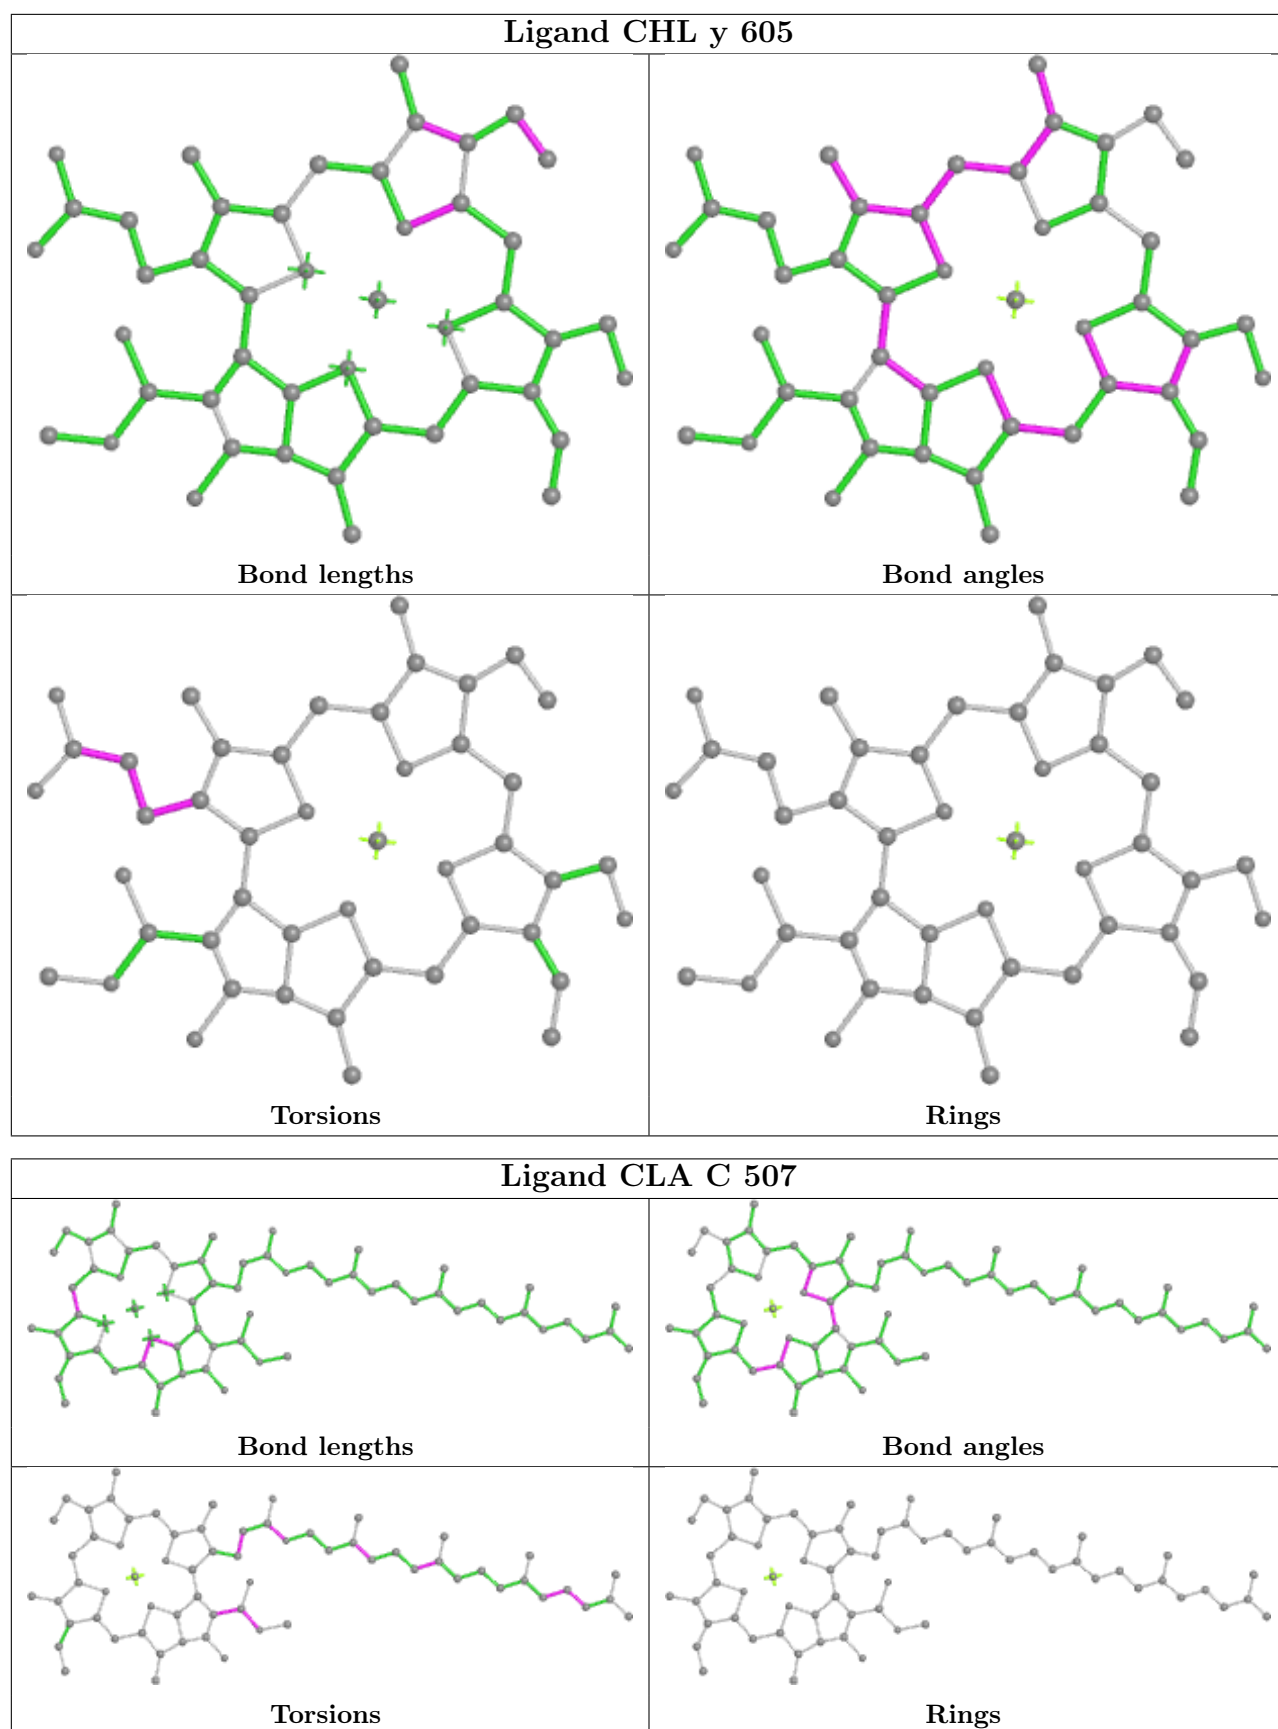 Ligand CHL y 605
Bond lengths
Bond angles
Torsions
Rings
Ligand CLA C 507
Bond lengths
Bond angles
Torsions
Rings